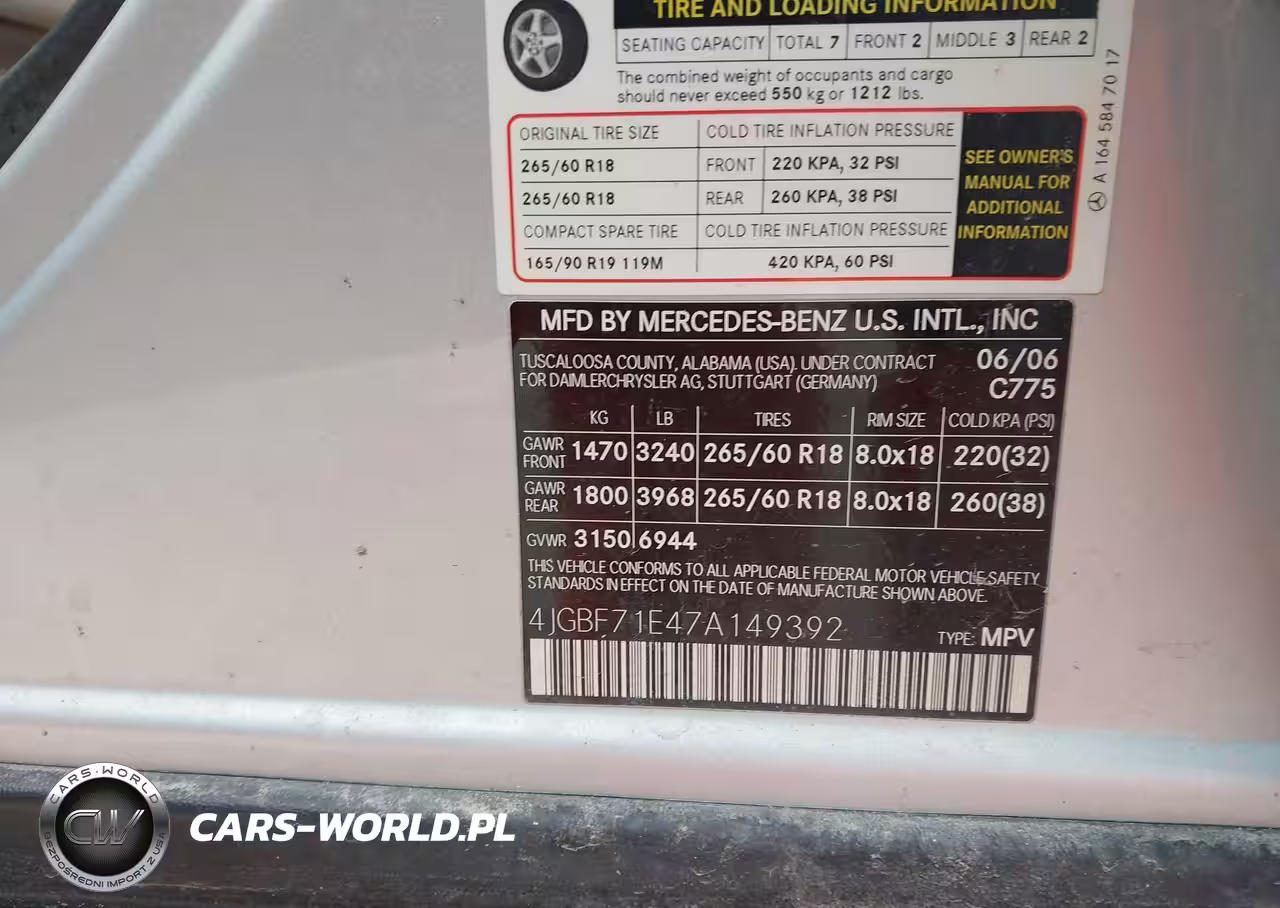 TIRE AND LOADING INFORMATION
SEATING CAPACITY TOTAL 7 FRONT 2 MIDDLE 3 REAR 2
The combined weight of occupants and cargo
should never exceed 550 kg or 1212 lbs.
ORIGINAL TIRE SIZE COLD TIRE INFLATION PRESSURE
265/60 R18 FRONT 220 KPA, 32 PSI
265/60 R18 REAR 260 KPA, 38 PSI
COMPACT SPARE TIRE COLD TIRE INFLATION PRESSURE
165/90 R19 119M 420 KPA, 60 PSI
SEE OWNER'S
MANUAL FOR
ADDITIONAL
INFORMATION
A 164 584 70 17
MFD BY MERCEDES-BENZ U.S. INTL., INC
TUSCALOOSA COUNTY, ALABAMA (USA). UNDER CONTRACT 06/06
FOR DAIMLERCHRYSLER AG, STUTTGART (GERMANY) C775
KG LB TIRES RIM SIZE COLD KPA (PSI)
GAWR FRONT 1470 3240 265/60 R18 8.0x18 220(32)
GAWR REAR 1800 3968 265/60 R18 8.0x18 260(38)
GVWR 3150 6944
THIS VEHICLE CONFORMS TO ALL APPLICABLE FEDERAL MOTOR VEHICLE SAFETY
STANDARDS IN EFFECT ON THE DATE OF MANUFACTURE SHOWN ABOVE.
4JGBF71E47A149392
TYPE: MPV
CARS-WORLD
CW
BEZPOŚREDNI IMPORT Z USA
CARS-WORLD.PL